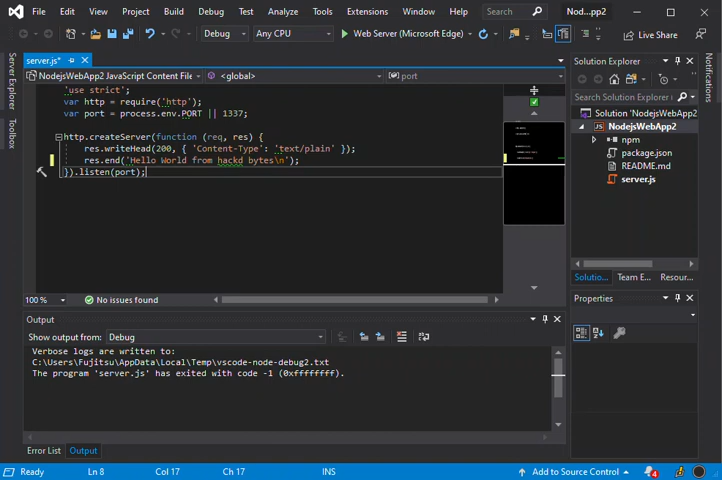 File Edit View Git Project Build Debug Test Analyze Tools Extensions Window Help Search Nod...pp2
Debug Any CPU Web Server (Microsoft Edge) Live Share
Server Explorer
Toolbox
Notifications
server.js*
NodejsWebApp2 JavaScript Content File <global> port
'use strict';
var http = require('http');
var port = process.env.PORT || 1337;
http.createServer(function (req, res) {
res.writeHead(200, { 'Content-Type': 'text/plain' });
res.end('Hello World from hackd bytes\n');
}).listen(port);
100 % No issues found
Output
Show output from: Debug
Verbose logs are written to:
C:\Users\Fujitsu\AppData\Local\Temp\vscode-node-debug2.txt
The program 'server.js' has exited with code -1 (0xffffffff).
Error List Output
Solution Explorer
Search Solution Explorer
Solution 'NodejsWebApp2
JS NodejsWebApp2
npm
package.json
README.md
server.js
Solutio... Team E... Resour...
Properties
Ready Ln 8 Col 17 Ch 17 INS Add to Source Control 4